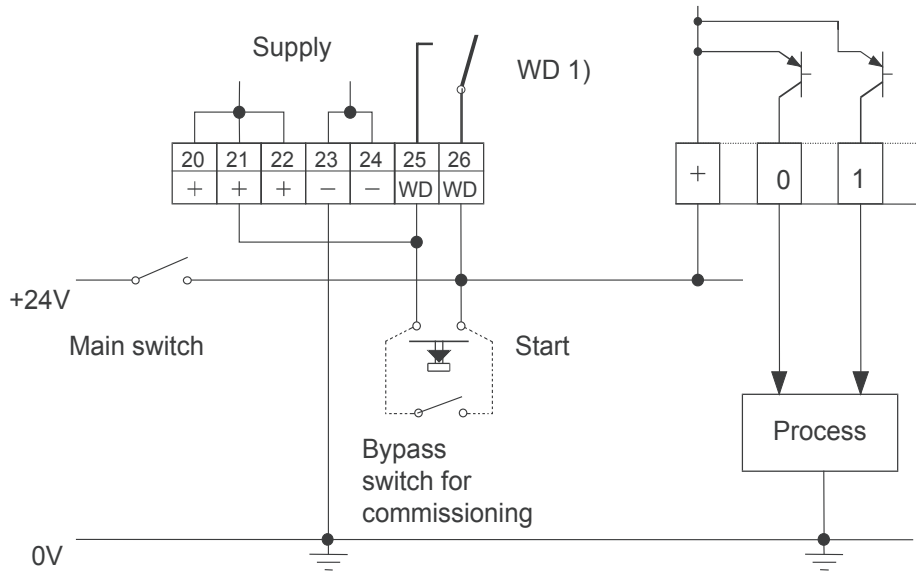 Supply
WD 1)
20 21 22 23 24 25 26
+ + + − − WD WD
+ 0 1
+24V
Main switch
Start
Process
Bypass
switch for
commissioning
0V